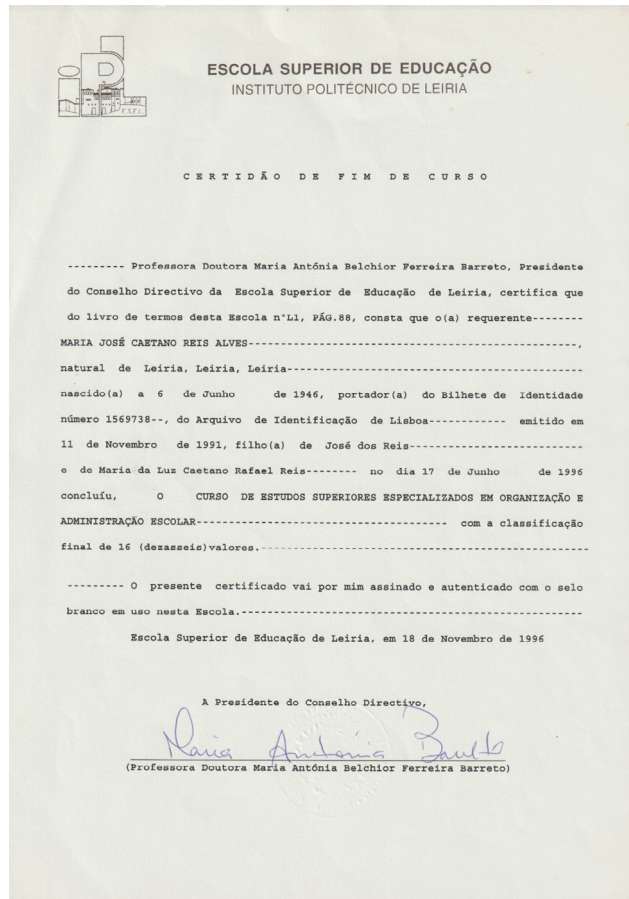 iPl
E.S.E.L.
ESCOLA SUPERIOR DE EDUCAÇÃO
INSTITUTO POLITÉCNICO DE LEIRIA
CERTIDÃO DE FIM DE CURSO
--------- Professora Doutora Maria Antónia Belchior Ferreira Barreto, Presidente
do Conselho Directivo da Escola Superior de Educação de Leiria, certifica que
do livro de termos desta Escola nºL1, PÁG.88, consta que o(a) requerente--------
MARIA JOSÉ CAETANO REIS ALVES----------------------------------------------------,
natural de Leiria, Leiria, Leiria-----------------------------------------------
nascido(a) a 6 de Junho de 1946, portador(a) do Bilhete de Identidade
número 1569738--, do Arquivo de Identificação de Lisboa----------- emitido em
11 de Novembro de 1991, filho(a) de José dos Reis--------------------------
e de Maria da Luz Caetano Rafael Reis-------- no dia 17 de Junho de 1996
concluíu, O CURSO DE ESTUDOS SUPERIORES ESPECIALIZADOS EM ORGANIZAÇÃO E
ADMINISTRAÇÃO ESCOLAR-------------------------------------- com a classificação
final de 16 (dezasseis)valores.--------------------------------------------------
--------- O presente certificado vai por mim assinado e autenticado com o selo
branco em uso nesta Escola.----------------------------------------------------
Escola Superior de Educação de Leiria, em 18 de Novembro de 1996
A Presidente do Conselho Directivo,
Maria Antónia Barreto
(Professora Doutora Maria Antónia Belchior Ferreira Barreto)